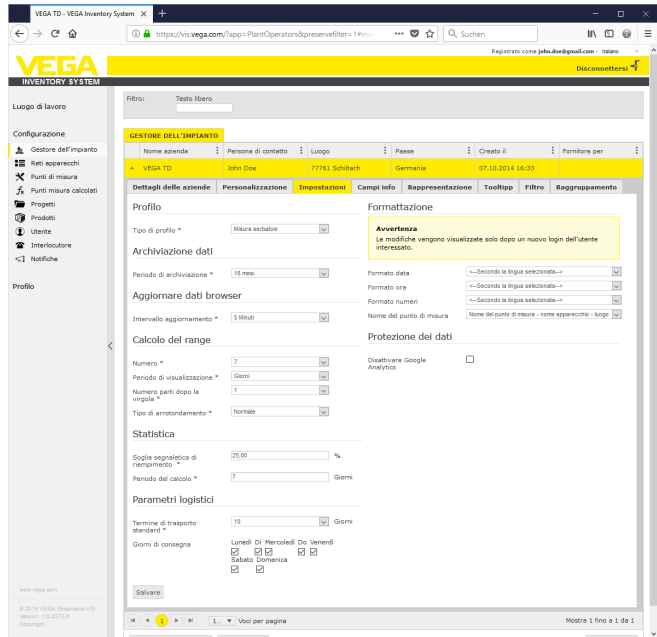 VEGA TD - VEGA Inventory System
https://vis.vega.com/?app=PlantOperators&preservefilter=1#
Suchen
Registrato come john.doe@gmail.com - Italiano
VEGA
Disconnettersi
INVENTORY SYSTEM
Luogo di lavoro
Filtro: Testo libero
Configurazione
Gestore dell'impianto
Reti apparecchi
Punti di misura
Punti misura calcolati
Progetti
Prodotti
Utente
Interlocutore
Notifiche
Profilo
GESTORE DELL'IMPIANTO
Nome azienda Persona di contatto Luogo Paese Creato il Fornitore per
VEGA TD John Doe 77761 Schiltach Germania 07.10.2014 16:33
Dettagli delle aziende Personalizzazione Impostazioni Campi info Rappresentazione Tooltipp Filtro Raggruppamento
Profilo
Tipo di profilo * Misura serbatoio
Archiviazione dati
Periodo di archiviazione * 18 mesi
Aggiornare dati browser
Intervallo aggiornamento * 5 Minuti
Calcolo del range
Numero * 7
Periodo di visualizzazione * Giorni
Numero parti dopo la
virgola * 1
Tipo di arrotondamento * Normale
Statistica
Soglia segnaletica di
riempimento * 25,00 %
Periodo del calcolo * 7 Giorni
Parametri logistici
Termine di trasporto
standard * 10 Giorni
Giorni di consegna Lunedì Di Mercoledì Do Venerdì
Sabato Domenica
Salvare
Formattazione
Avvertenza
Le modifiche vengono visualizzate solo dopo un nuovo login dell'utente
interessato.
Formato data <--Secondo la lingua selezionata-->
Formato ora <--Secondo la lingua selezionata-->
Formato numeri <--Secondo la lingua selezionata-->
Nome del punto di misura Nome del punto di misura - nome apparecchio - luogo
Protezione dei dati
Disattivare Google
Analytics
www.vega.com
© 2019 VEGA Grieshaber KG
Version: 1.0.2273.0
Copyright
1 1... Voci per pagina Mostra 1 fino a 1 da 1